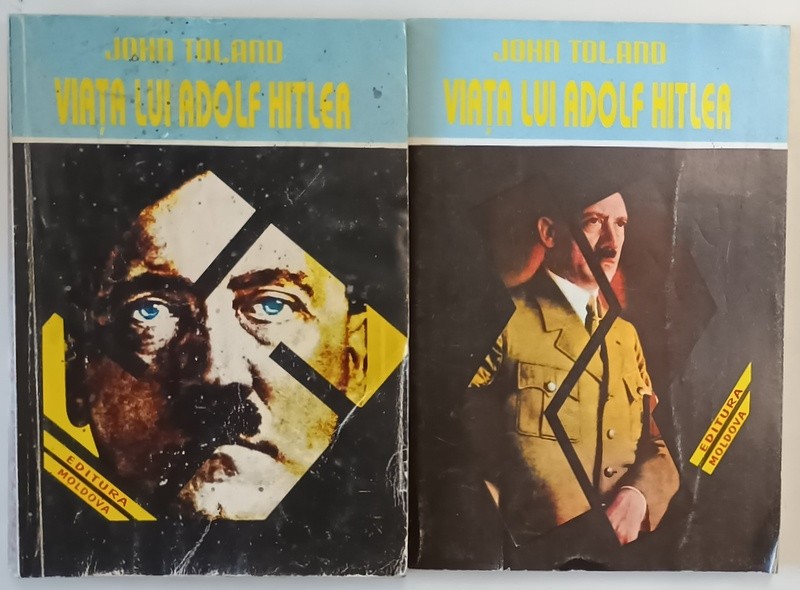 JOHN TOLAND
VIAȚA LUI ADOLF HITLER
EDITURA
MOLDOVA
JOHN TOLAND
VIAȚA LUI ADOLF HITLER
EDITURA
MOLDOVA